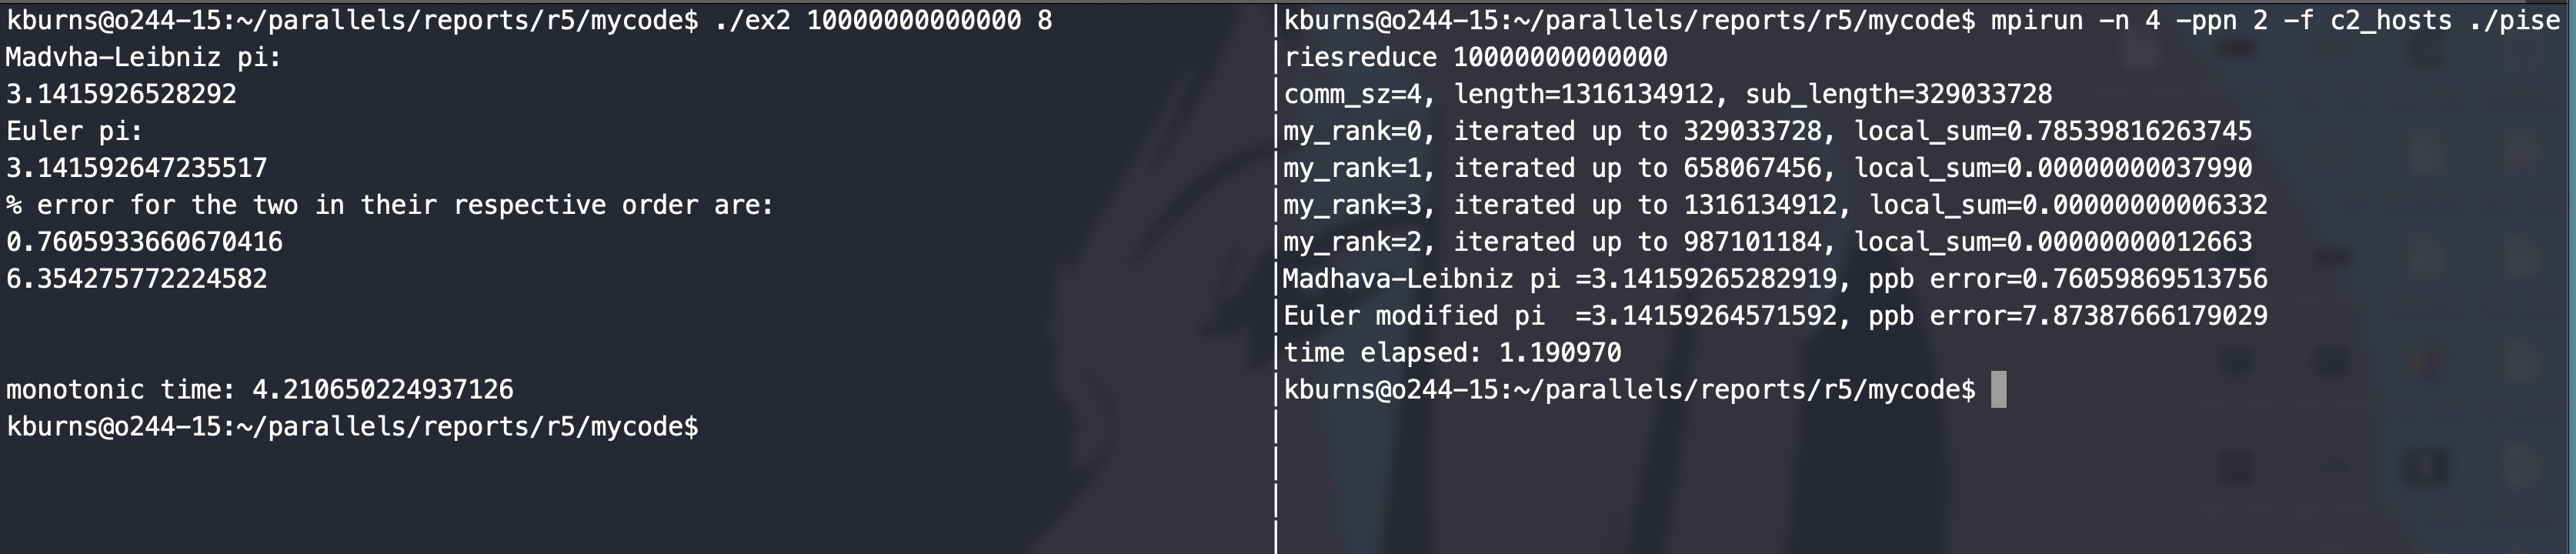 kburns@o244-15:~/parallels/reports/r5/mycode$ ./ex2 10000000000000 8
Madvha-Leibniz pi:
3.1415926528292
Euler pi:
3.141592647235517
% error for the two in their respective order are:
0.7605933660670416
6.354275772224582
monotonic time: 4.210650224937126
kburns@o244-15:~/parallels/reports/r5/mycode$
kburns@o244-15:~/parallels/reports/r5/mycode$ mpirun -n 4 -ppn 2 -f c2_hosts ./pise
riesreduce 10000000000000
comm_sz=4, length=1316134912, sub_length=329033728
my_rank=0, iterated up to 329033728, local_sum=0.78539816263745
my_rank=1, iterated up to 658067456, local_sum=0.00000000037990
my_rank=3, iterated up to 1316134912, local_sum=0.00000000006332
my_rank=2, iterated up to 987101184, local_sum=0.00000000012663
Madhava-Leibniz pi =3.14159265282919, ppb error=0.76059869513756
Euler modified pi  =3.14159264571592, ppb error=7.87387666179029
time elapsed: 1.190970
kburns@o244-15:~/parallels/reports/r5/mycode$